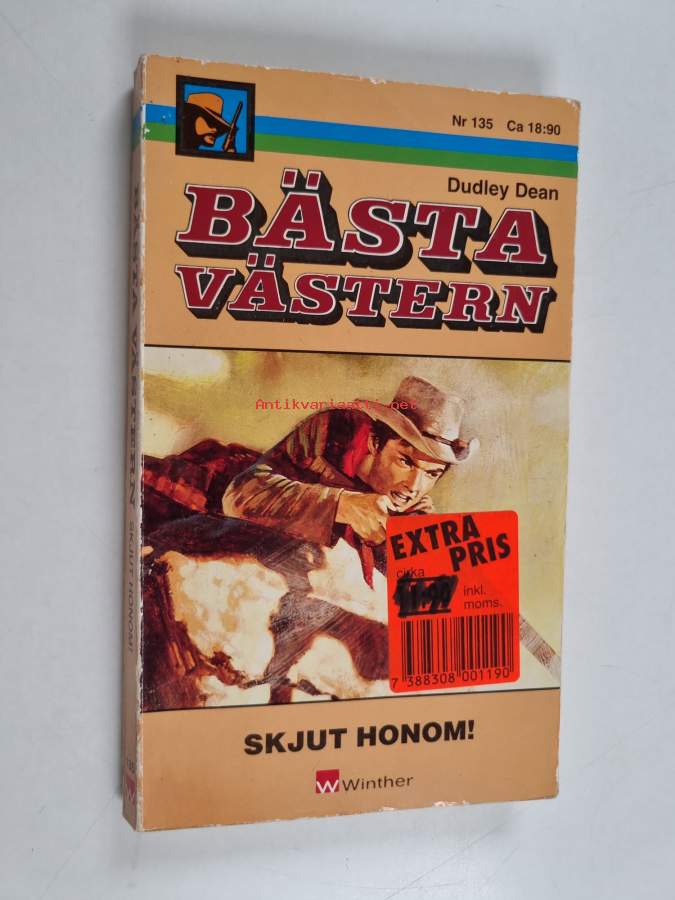 Nr 135 Ca 18:90
Dudley Dean
BÄSTA
VÄSTERN
Antikvariaatti.net
EXTRA
PRIS
cirka
inkl.
moms.
7 388308 001190
SKJUT HONOM!
Winther
BÄSTA VÄSTERN SKJUT HONOM!